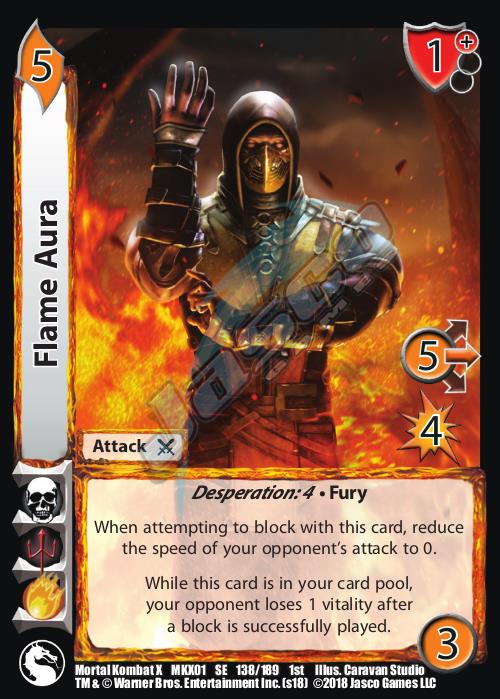 5
1 +
Flame Aura
5
4
Attack
Desperation: 4 • Fury
When attempting to block with this card, reduce
the speed of your opponent's attack to 0.
While this card is in your card pool,
your opponent loses 1 vitality after
a block is successfully played.
3
Mortal Kombat X MKX01 SE 138/189 1st Illus. Caravan Studio
TM & © Warner Bros. Entertainment Inc. (s18) ©2018 Jasco Games LLC
Jasco